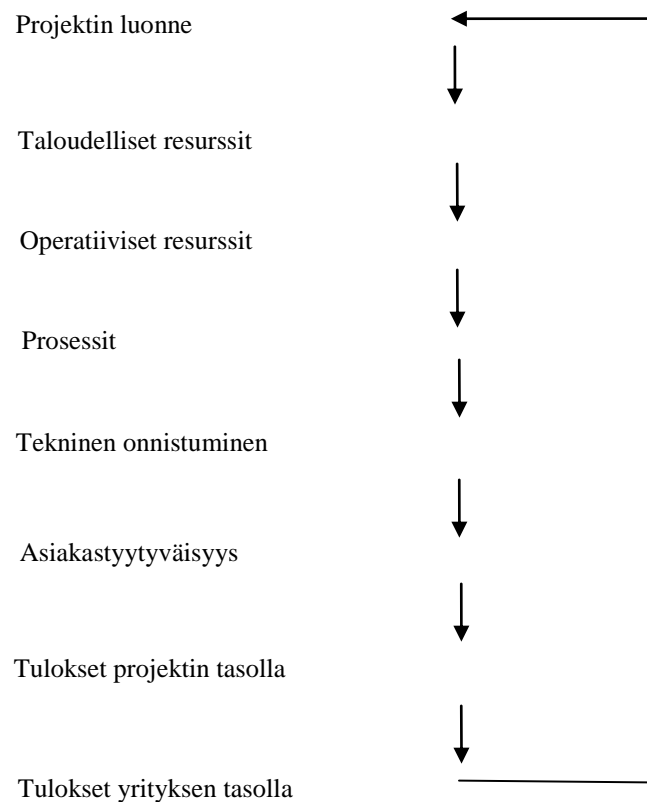 Projektin luonne
Taloudelliset resurssit
Operatiiviset resurssit
Prosessit
Tekninen onnistuminen
Asiakastyytyväisyys
Tulokset projektin tasolla
Tulokset yrityksen tasolla